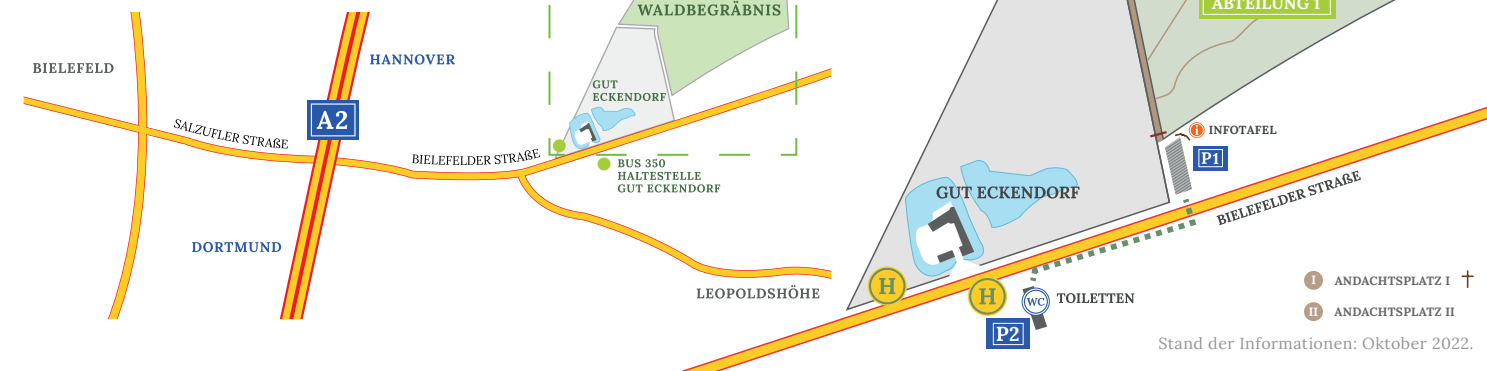 WALDBEGRÄBNIS
ABTEILUNG 1
BIELEFELD
HANNOVER
GUT
ECKENDORF
A2
SALZUFLER STRAẞE
BIELEFELDER STRAẞE
BUS 350
HALTESTELLE
GUT ECKENDORF
DORTMUND
LEOPOLDSHÖHE
i INFOTAFEL
P1
GUT ECKENDORF
BIELEFELDER STRAẞE
H
H
WC TOILETTEN
P2
I ANDACHTSPLATZ I
II ANDACHTSPLATZ II
Stand der Informationen: Oktober 2022.